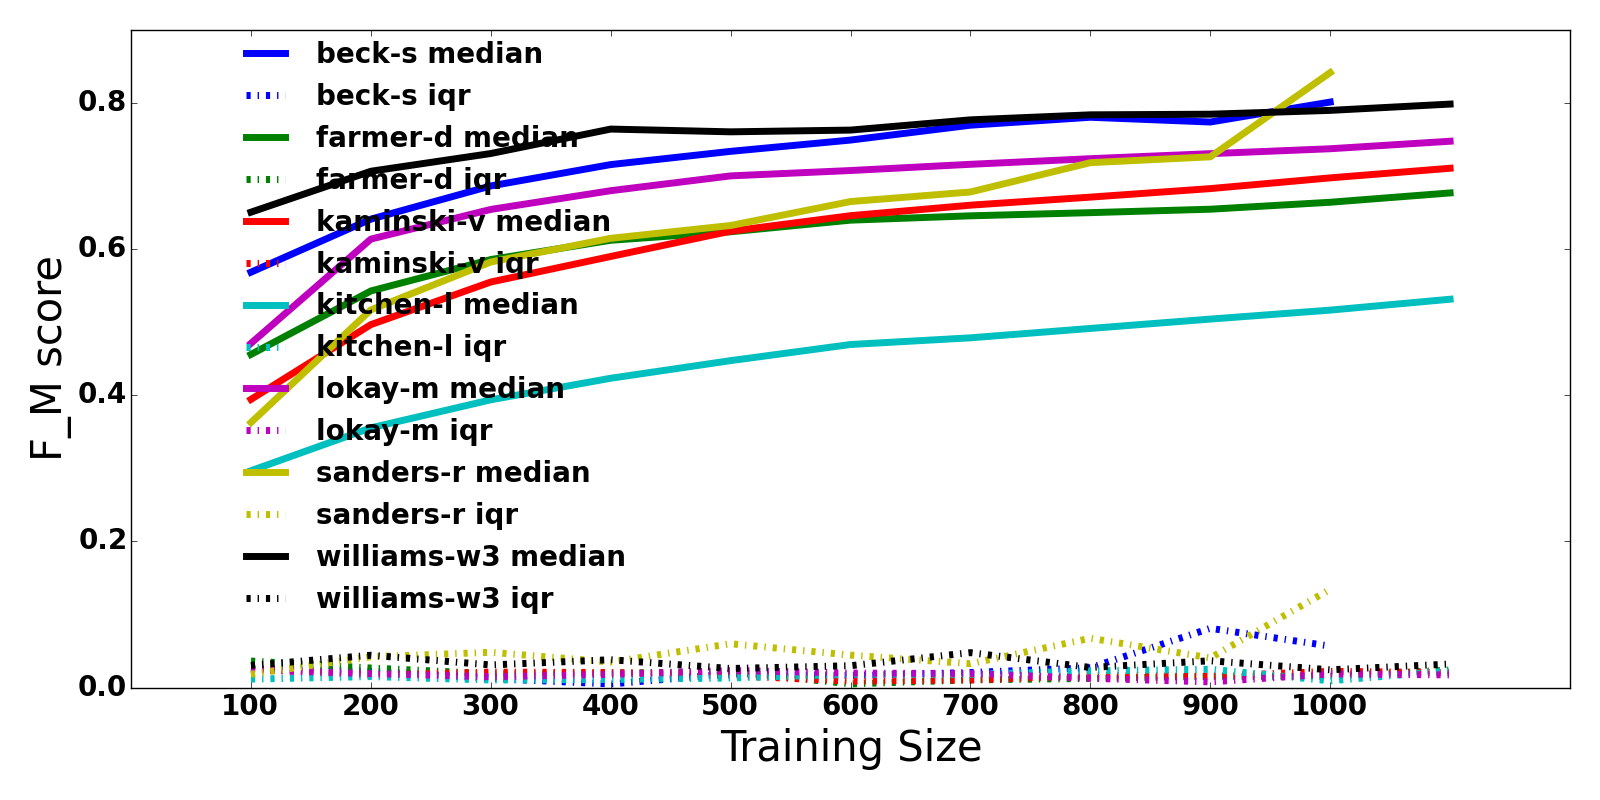 beck-s median
beck-s iqr
farmer-d median
farmer-d iqr
kaminski-v median
kaminski-v iqr
kitchen-l median
kitchen-l iqr
lokay-m median
lokay-m iqr
sanders-r median
sanders-r iqr
williams-w3 median
williams-w3 iqr
0.8
0.6
0.4
0.2
0.0
F_M score
100 200 300 400 500 600 700 800 900 1000
Training Size